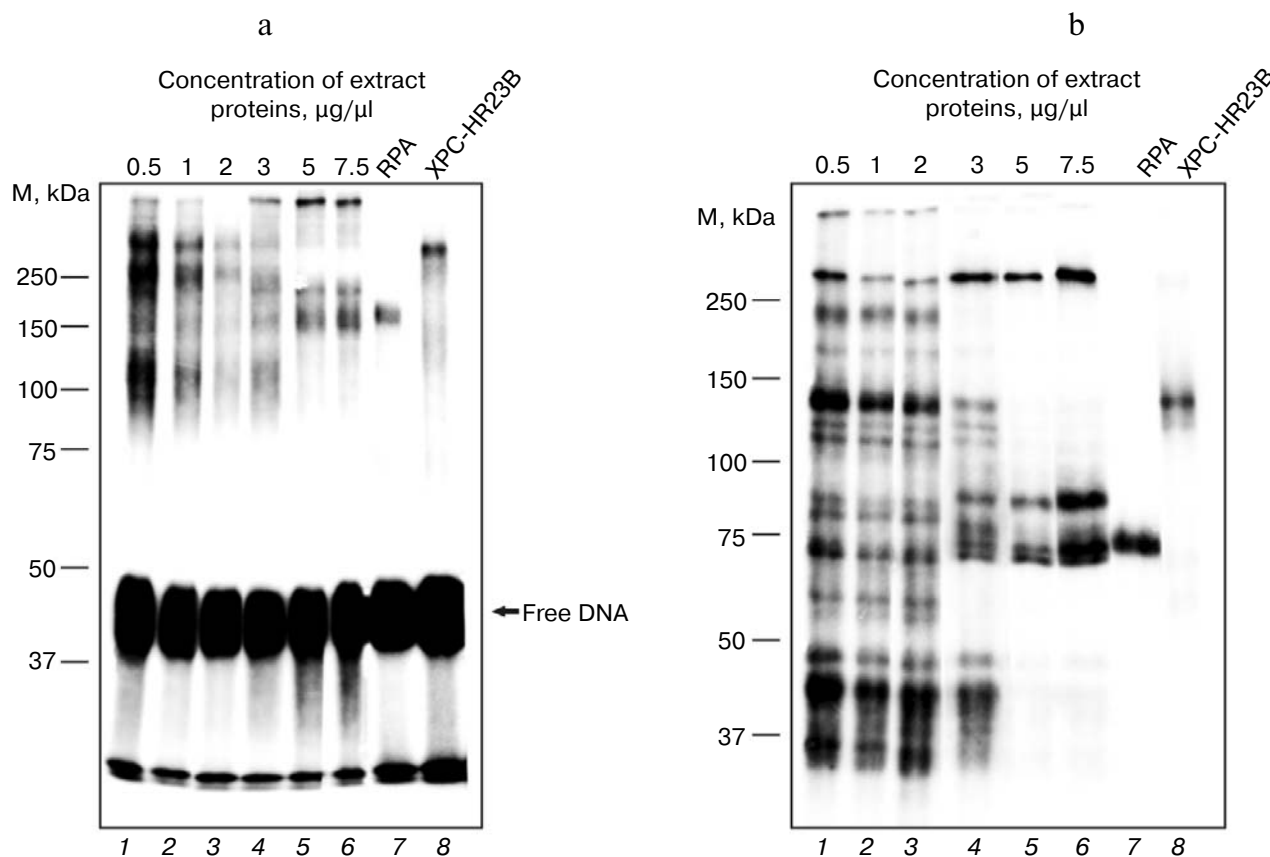 a
Concentration of extract
proteins, µg/µl
0.5 1 2 3 5 7.5 RPA XPC-HR23B
M, kDa
250
150
100
75
50
Free DNA
37
1 2 3 4 5 6 7 8
b
Concentration of extract
proteins, µg/µl
0.5 1 2 3 5 7.5 RPA XPC-HR23B
M, kDa
250
150
100
75
50
37
1 2 3 4 5 6 7 8